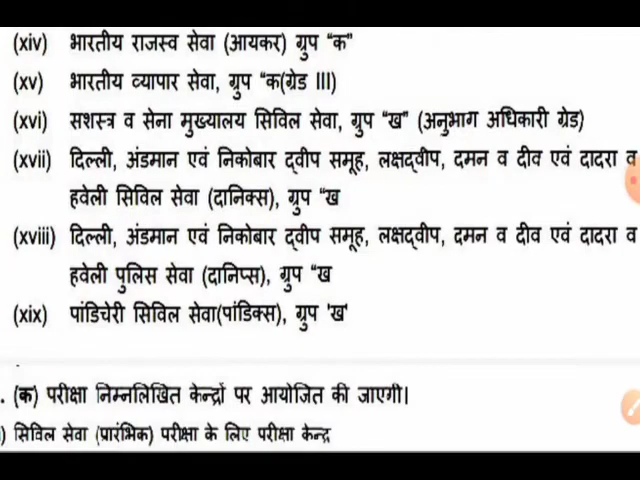 (xiv) भारतीय राजस्व सेवा (आयकर) ग्रुप “क”
(xv) भारतीय व्यापार सेवा, ग्रुप “क(ग्रेड III)
(xvi) सशस्त्र व सेना मुख्यालय सिविल सेवा, ग्रुप “ख” (अनुभाग अधिकारी ग्रेड)
(xvii) दिल्ली, अंडमान एवं निकोबार द्वीप समूह, लक्षद्वीप, दमन व दीव एवं दादरा व
हवेली सिविल सेवा (दानिक्स), ग्रुप “ख
(xviii) दिल्ली, अंडमान एवं निकोबार द्वीप समूह, लक्षद्वीप, दमन व दीव एवं दादरा व
हवेली पुलिस सेवा (दानिप्स), ग्रुप “ख
(xix) पांडिचेरी सिविल सेवा(पांडिक्स), ग्रुप 'ख'
. (क) परीक्षा निम्नलिखित केन्द्रों पर आयोजित की जाएगी।
) सिविल सेवा (प्रारंभिक) परीक्षा के लिए परीक्षा केन्द्र